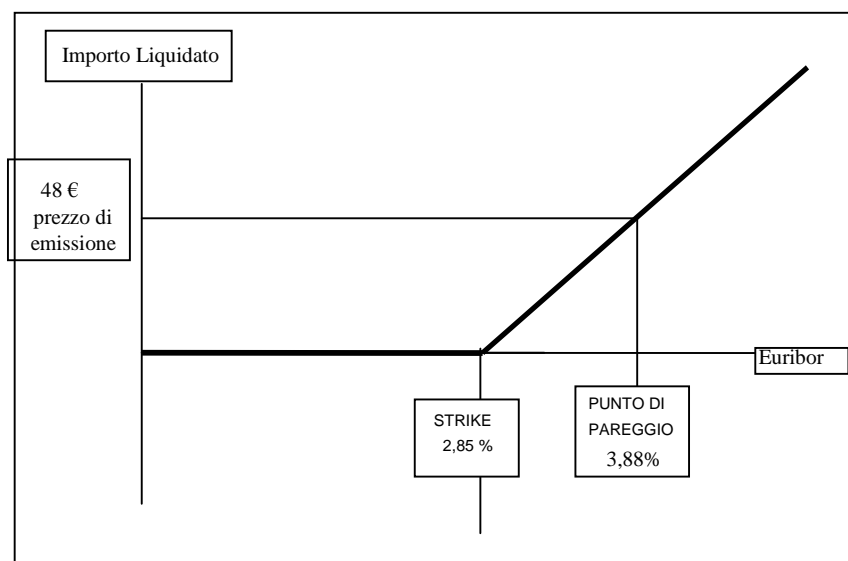 Importo Liquidato
48 €
prezzo di
emissione
Euribor
STRIKE
2,85 %
PUNTO DI
PAREGGIO
3,88%